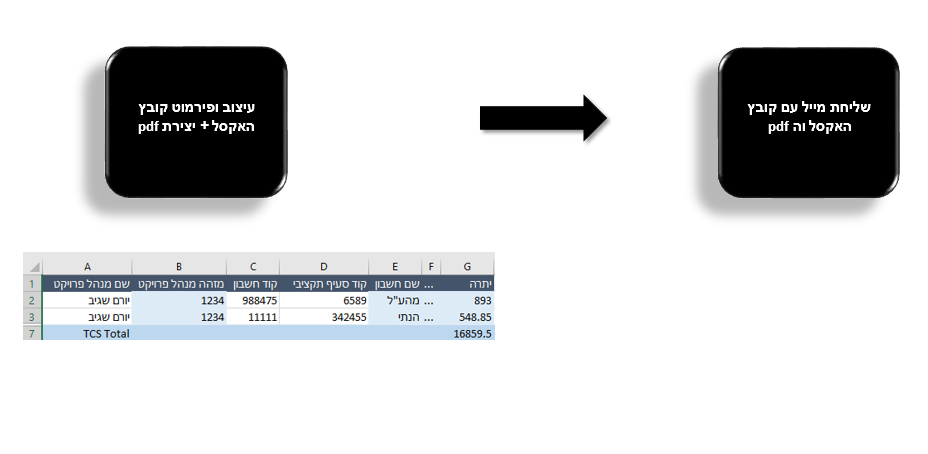 עיצוב ופירמוט קובץ
האקסל + יצירת pdf
שליחת מייל עם קובץ
האקסל וה pdf
A B C D E F G
1 שם מנהל פרויקט מזהה מנהל פרויקט קוד חשבון קוד סעיף תקציבי שם חשבון ... יתרה
2 יורם שגיב 1234 988475 6589 מהע"ל ... 893
3 יורם שגיב 1234 11111 342455 הנתי ... 548.85
7 TCS Total 16859.5